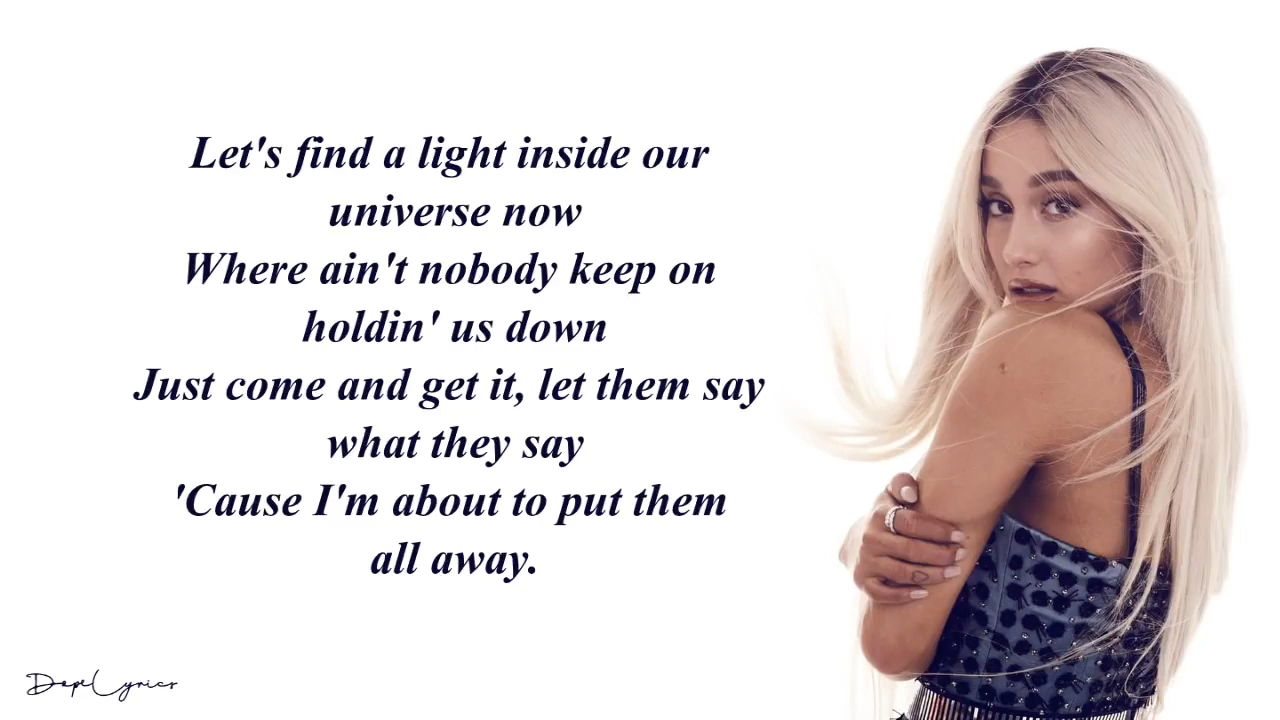 Let's find a light inside our
universe now
Where ain't nobody keep on
holdin' us down
Just come and get it, let them say
what they say
'Cause I'm about to put them
all away.
DopeLyrics